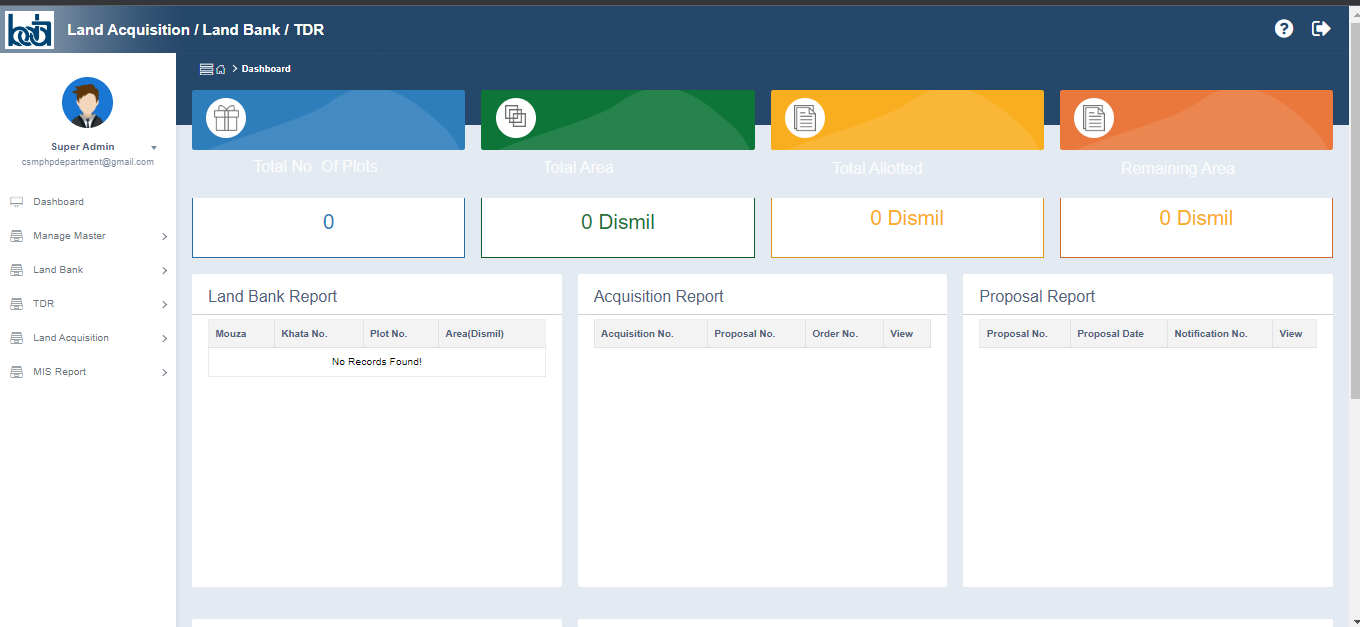 Land Acquisition / Land Bank / TDR
?
Super Admin
csmphpdepartment@gmail.com
Dashboard
Manage Master
Land Bank
TDR
Land Acquisition
MIS Report
> Dashboard
Total No. Of Plots
0
Total Area
0 Dismil
Total Allotted
0 Dismil
Remaining Area
0 Dismil
Land Bank Report
Mouza Khata No. Plot No. Area(Dismil)
No Records Found!
Acquisition Report
Acquisition No. Proposal No. Order No. View
Proposal Report
Proposal No. Proposal Date Notification No. View